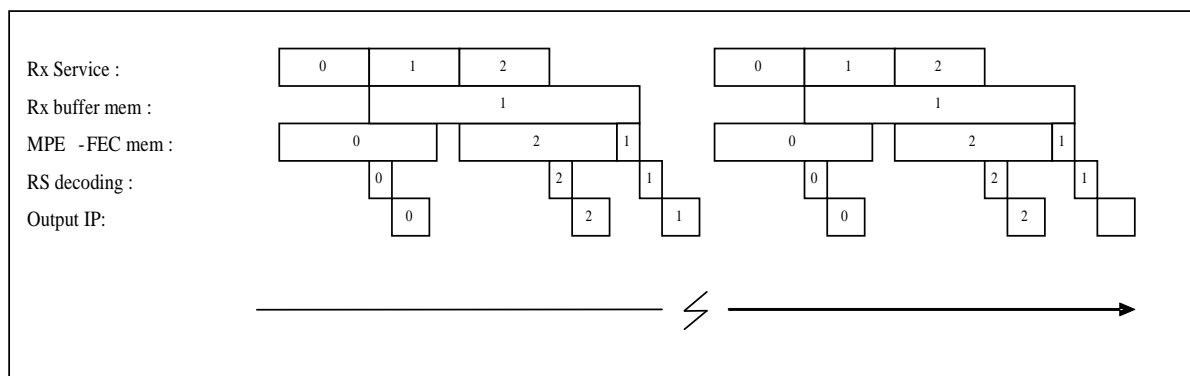 Rx Service : 0 1 2 0 1 2
Rx buffer mem : 1 1
MPE -FEC mem : 0 2 1 0 2 1
RS decoding : 0 2 1 0 2 1
Output IP: 0 2 1 0 2